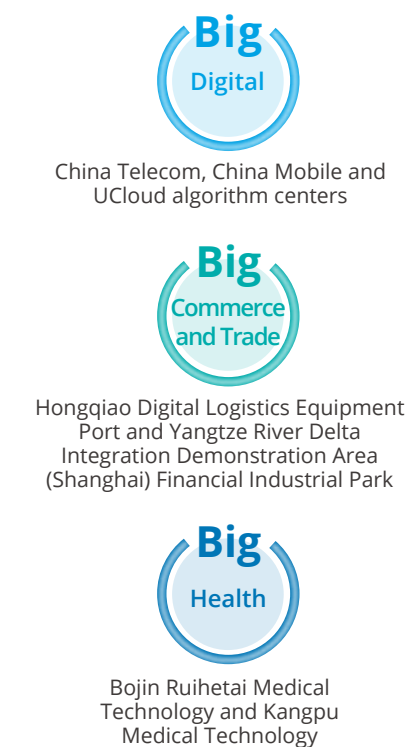 Big
Digital
China Telecom, China Mobile and
UCloud algorithm centers
Big
Commerce
and Trade
Hongqiao Digital Logistics Equipment
Port and Yangtze River Delta
Integration Demonstration Area
(Shanghai) Financial Industrial Park
Big
Health
Bojin Ruihetai Medical
Technology and Kangpu
Medical Technology